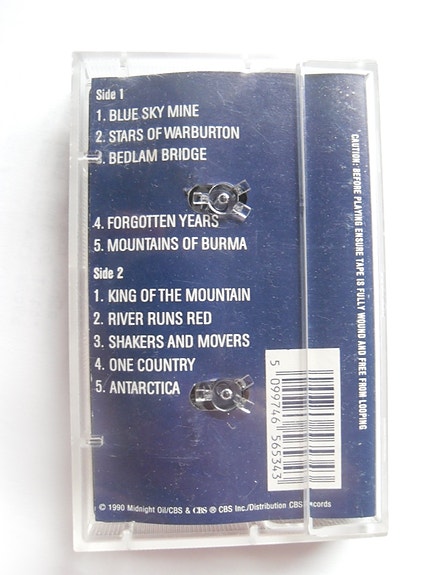 Side 1
1. BLUE SKY MINE
2. STARS OF WARBURTON
3. BEDLAM BRIDGE
4. FORGOTTEN YEARS
5. MOUNTAINS OF BURMA
Side 2
1. KING OF THE MOUNTAIN
2. RIVER RUNS RED
3. SHAKERS AND MOVERS
4. ONE COUNTRY
5. ANTARCTICA
© 1990 Midnight Oil/CBS & CBS ® CBS Inc./Distribution CBS Records
CAUTION: BEFORE PLAYING ENSURE TAPE IS FULLY WOUND AND FREE FROM LOOPING
5 099746 565343